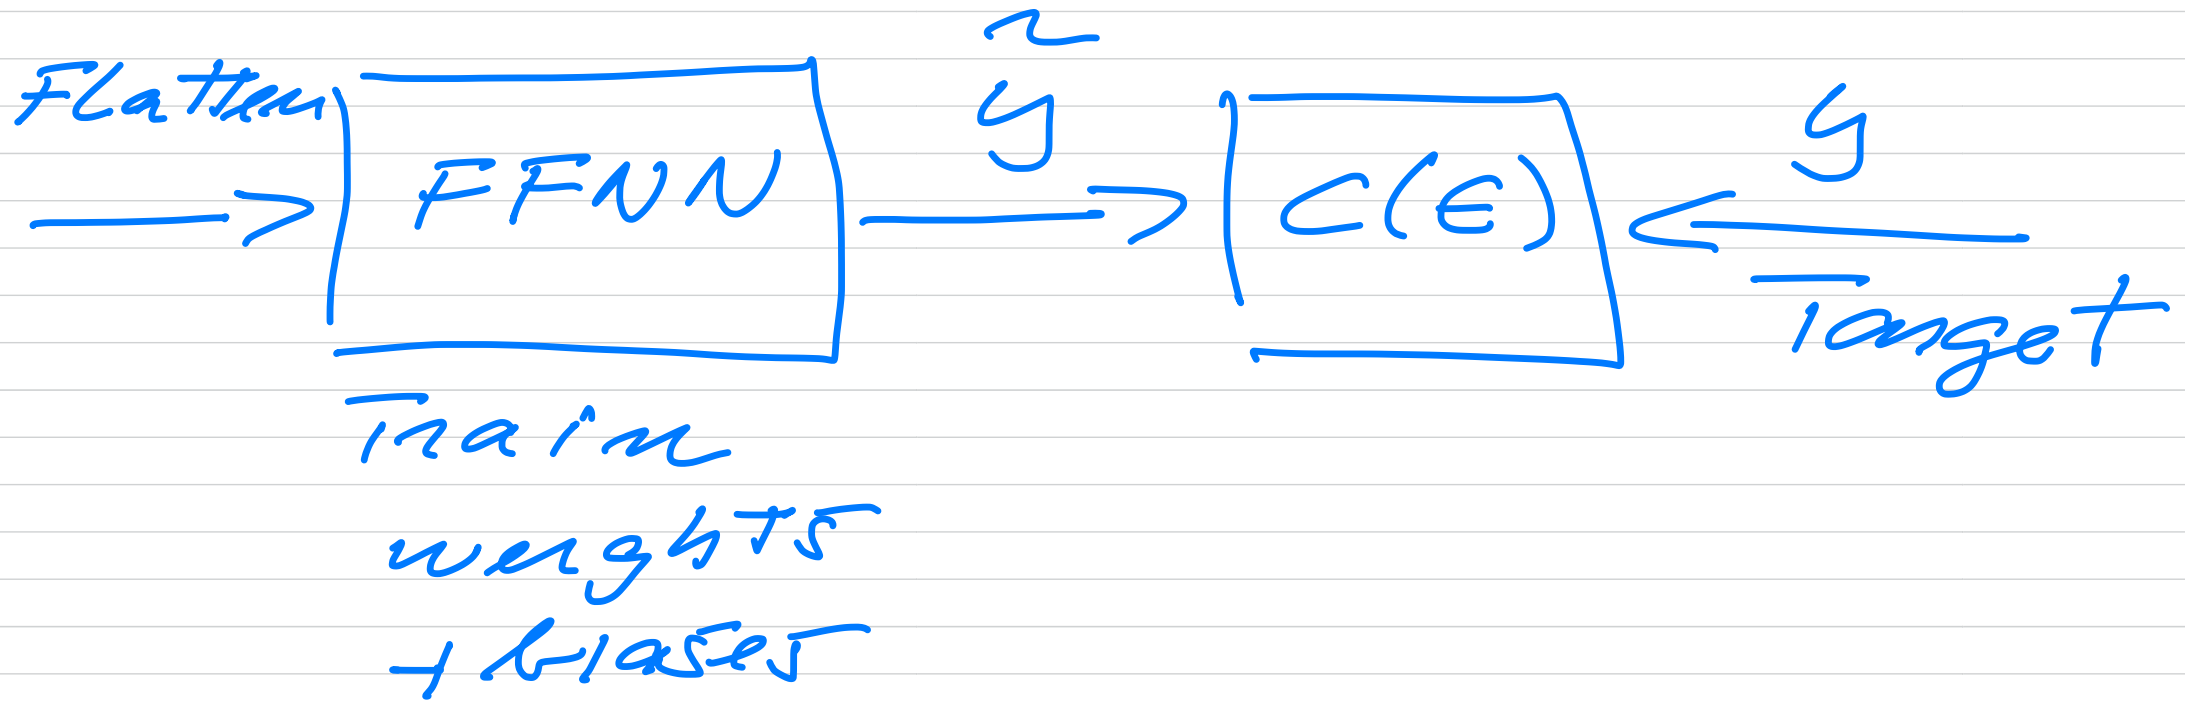 Flatten
FFNN
ỹ
C(Θ)
y
Target
Train
weights
+ biases